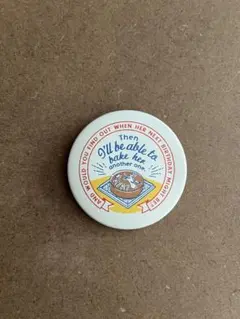 AND WOULD YOU FIND OUT WHEN HER NEXT BIRTHDAY MIGHT BE?
Then
I'll be able to
bake her
another one.